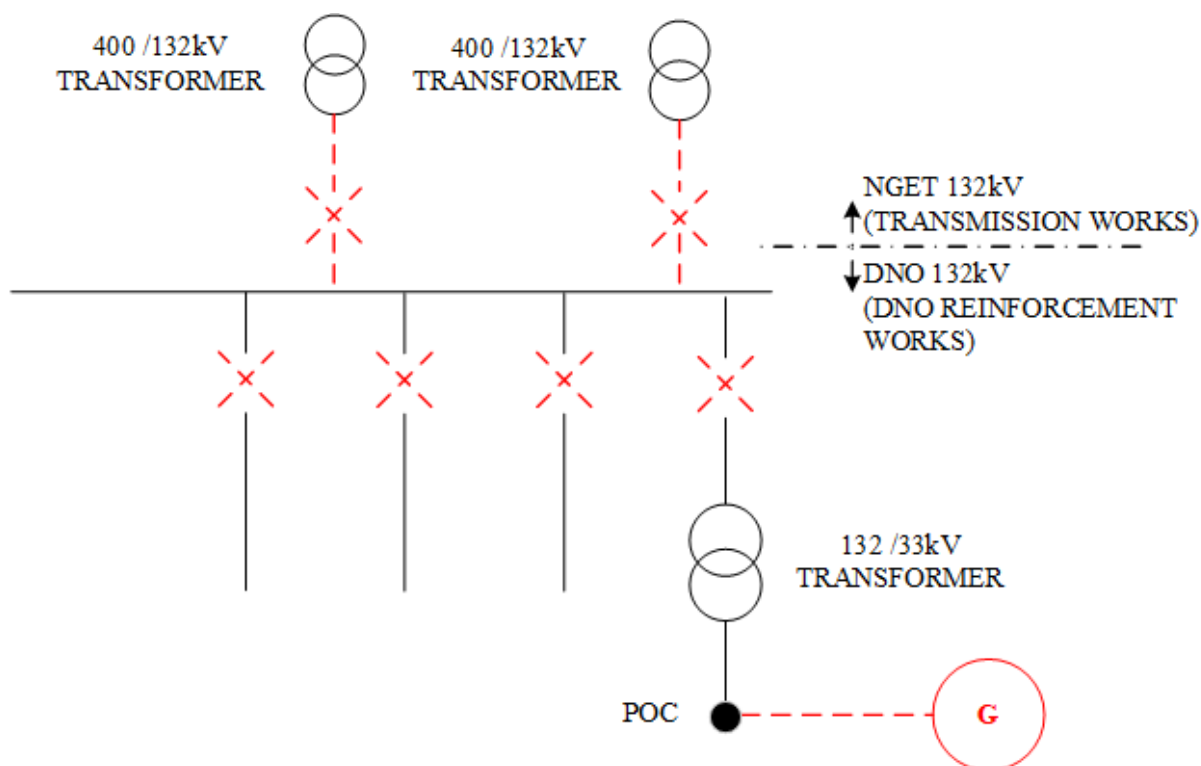 400 /132kV
TRANSFORMER
400 /132kV
TRANSFORMER
NGET 132kV
(TRANSMISSION WORKS)
DNO 132kV
(DNO REINFORCEMENT
WORKS)
132 /33kV
TRANSFORMER
POC
G